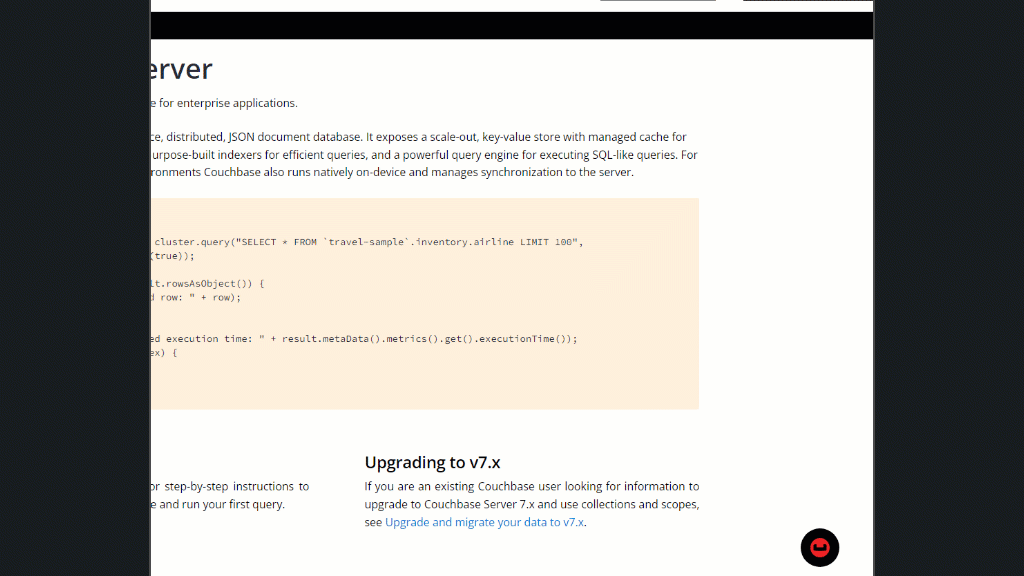 erver
e for enterprise applications.
ce, distributed, JSON document database. It exposes a scale-out, key-value store with managed cache for
urpose-built indexers for efficient queries, and a powerful query engine for executing SQL-like queries. For
ronments Couchbase also runs natively on-device and manages synchronization to the server.
cluster.query("SELECT * FROM `travel-sample`.inventory.airline LIMIT 100",
(true));
lt.rowsAsObject()) {
d row: " + row);
ed execution time: " + result.metaData().metrics().get().executionTime());
ex) {
or step-by-step instructions to
e and run your first query.
Upgrading to v7.x
If you are an existing Couchbase user looking for information to
upgrade to Couchbase Server 7.x and use collections and scopes,
see Upgrade and migrate your data to v7.x.